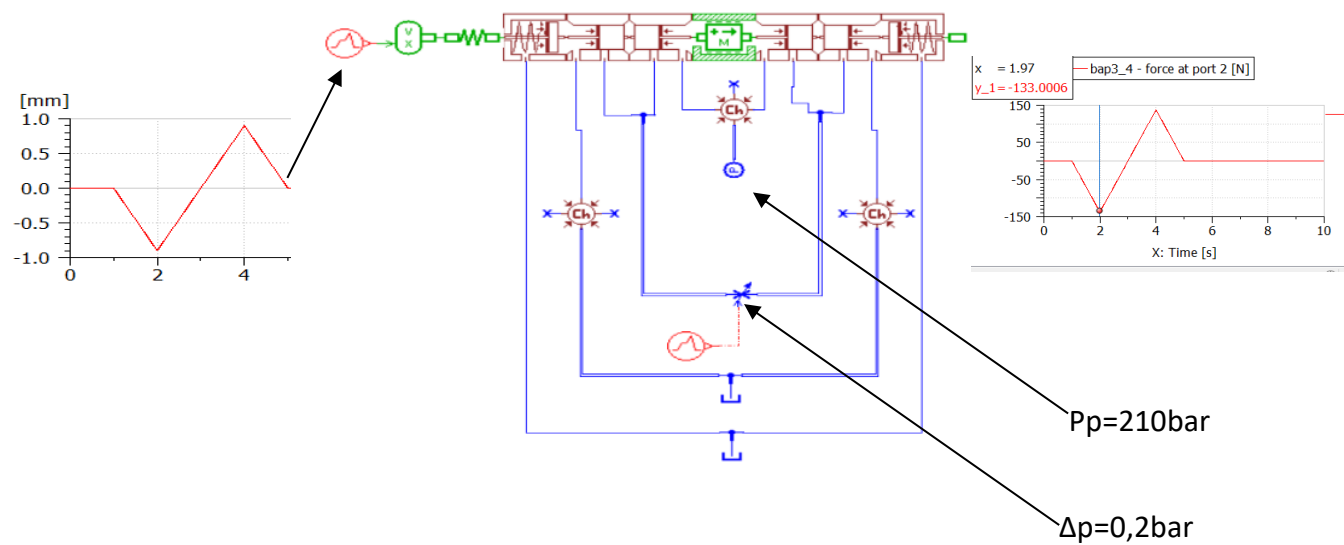 V
X
M
x = 1.97
y_1=-133.0006
bap3_4 - force at port 2 [N]
[mm]
1.0
0.5
0.0
-0.5
-1.0
0 2 4
150
50
-50
-150
0 2 4 6 8 10
X: Time [s]
Ch
P
Ch
Ch
Pp=210bar
Δp=0,2bar